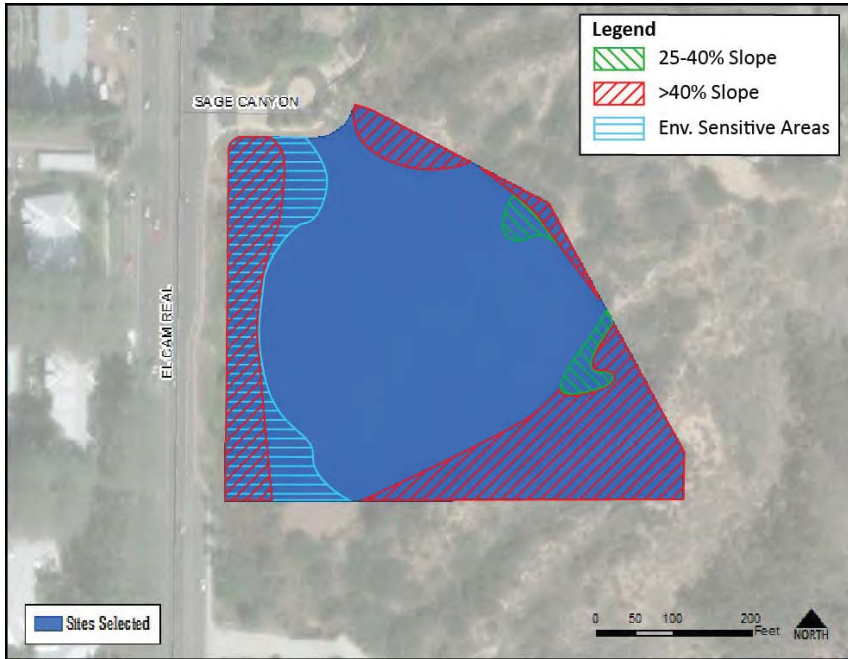 Legend
25-40% Slope
>40% Slope
Env. Sensitive Areas
SAGE CANYON
EL CAM REAL
Sites Selected
0 50 100 200
Feet
NORTH